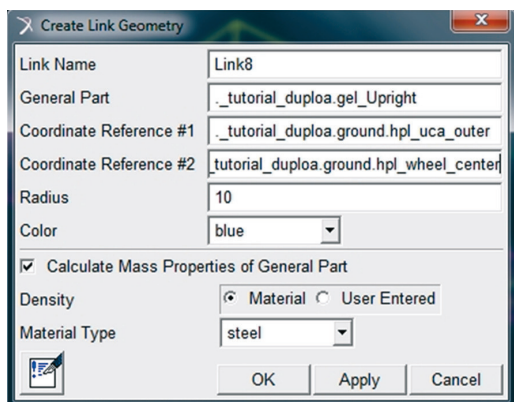 Create Link Geometry
Link Name Link8
General Part ._tutorial_duploa.gel_Upright
Coordinate Reference #1 ._tutorial_duploa.ground.hpl_uca_outer
Coordinate Reference #2 _tutorial_duploa.ground.hpl_wheel_center
Radius 10
Color blue
Calculate Mass Properties of General Part
Density Material User Entered
Material Type steel
OK Apply Cancel